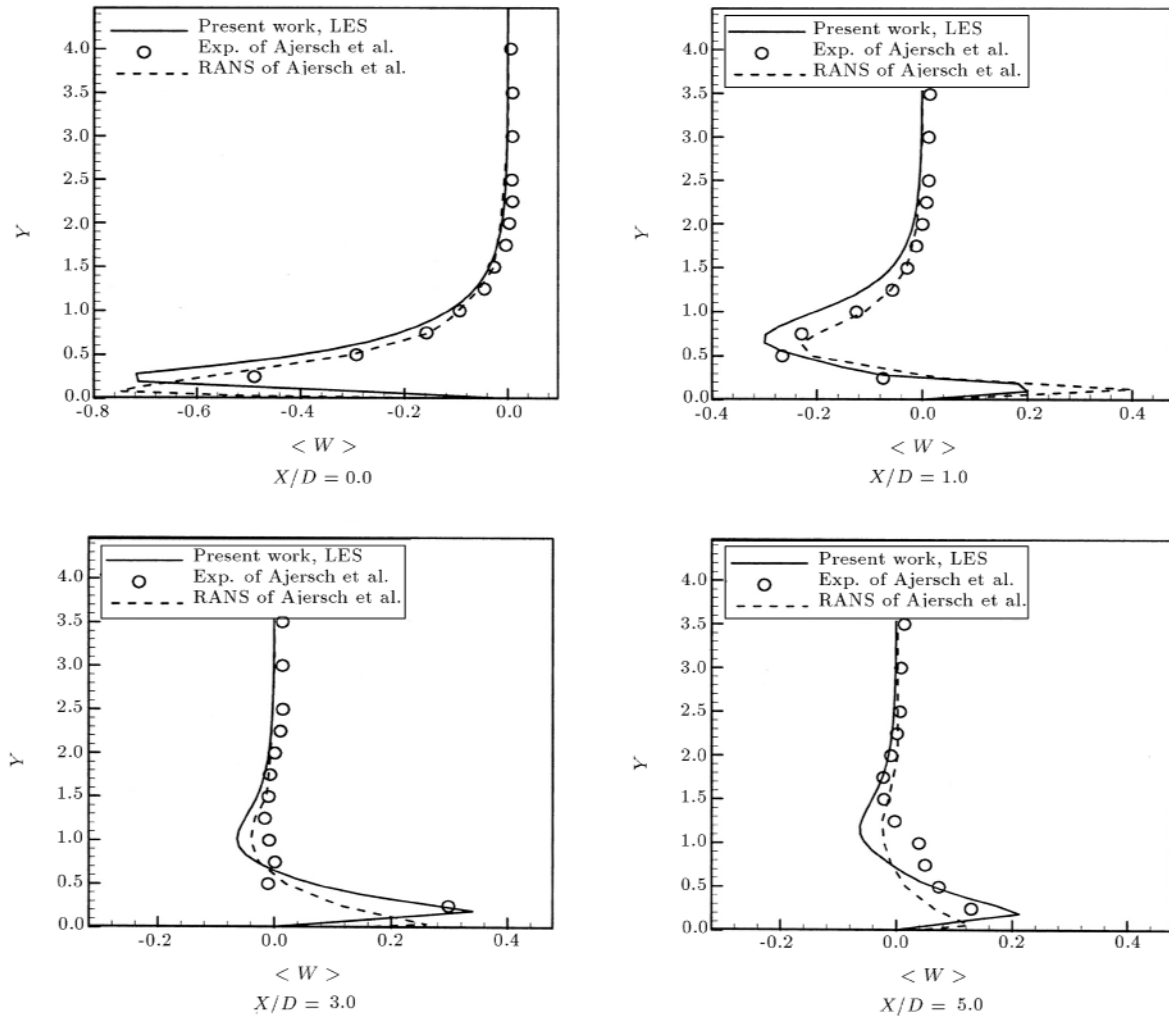 Present work, LES
Exp. of Ajersch et al.
RANS of Ajersch et al.
4.0
3.5
3.0
2.5
2.0
1.5
1.0
0.5
0.0
Y
-0.8
-0.6
-0.4
-0.2
0.0
< W >
X/D = 0.0
Present work, LES
Exp. of Ajersch et al.
RANS of Ajersch et al.
4.0
3.5
3.0
2.5
2.0
1.5
1.0
0.5
0.0
Y
-0.4
-0.2
0.0
0.2
0.4
< W >
X/D = 1.0
Present work, LES
Exp. of Ajersch et al.
RANS of Ajersch et al.
4.0
3.5
3.0
2.5
2.0
1.5
1.0
0.5
0.0
Y
-0.2
0.0
0.2
0.4
< W >
X/D = 3.0
Present work, LES
Exp. of Ajersch et al.
RANS of Ajersch et al.
4.0
3.5
3.0
2.5
2.0
1.5
1.0
0.5
0.0
Y
-0.2
0.0
0.2
0.4
< W >
X/D = 5.0